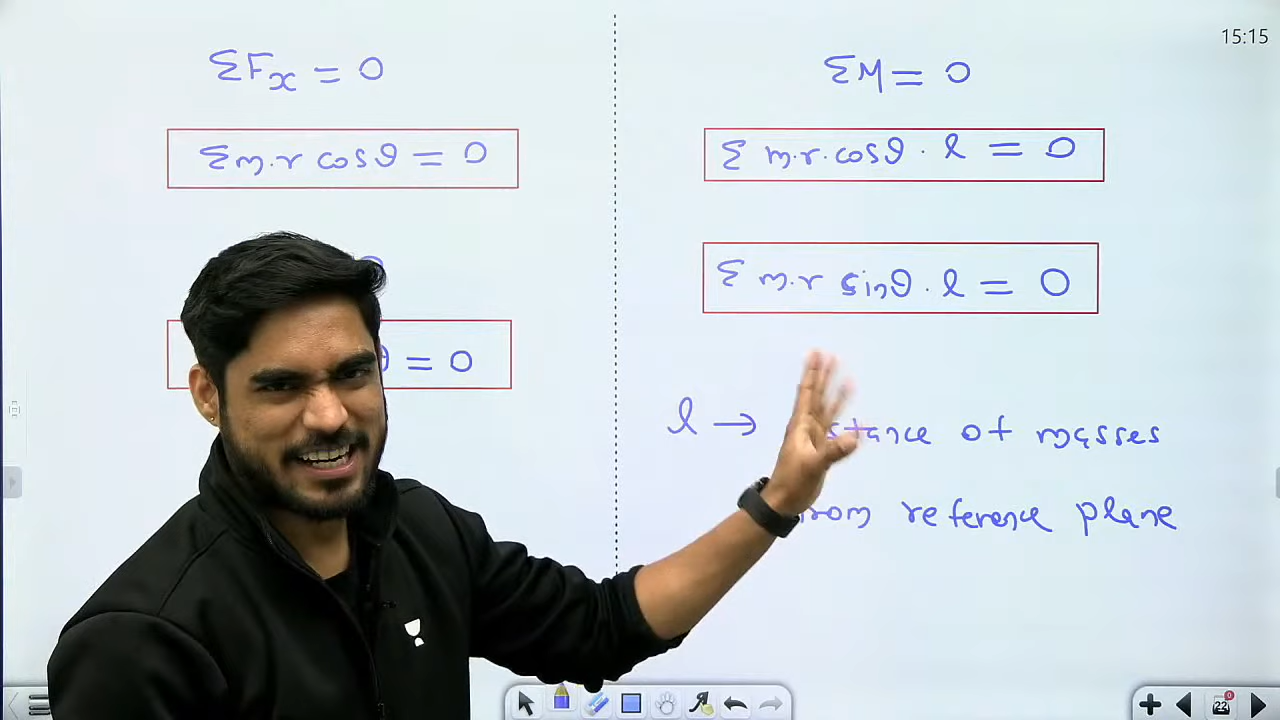 15:15
ΣFx = 0
Σm.r cosθ = 0
θ = 0
ΣM = 0
Σ m.r.cosθ . l = 0
Σ m.r sinθ . l = 0
l → of masses
reference plane
0
22